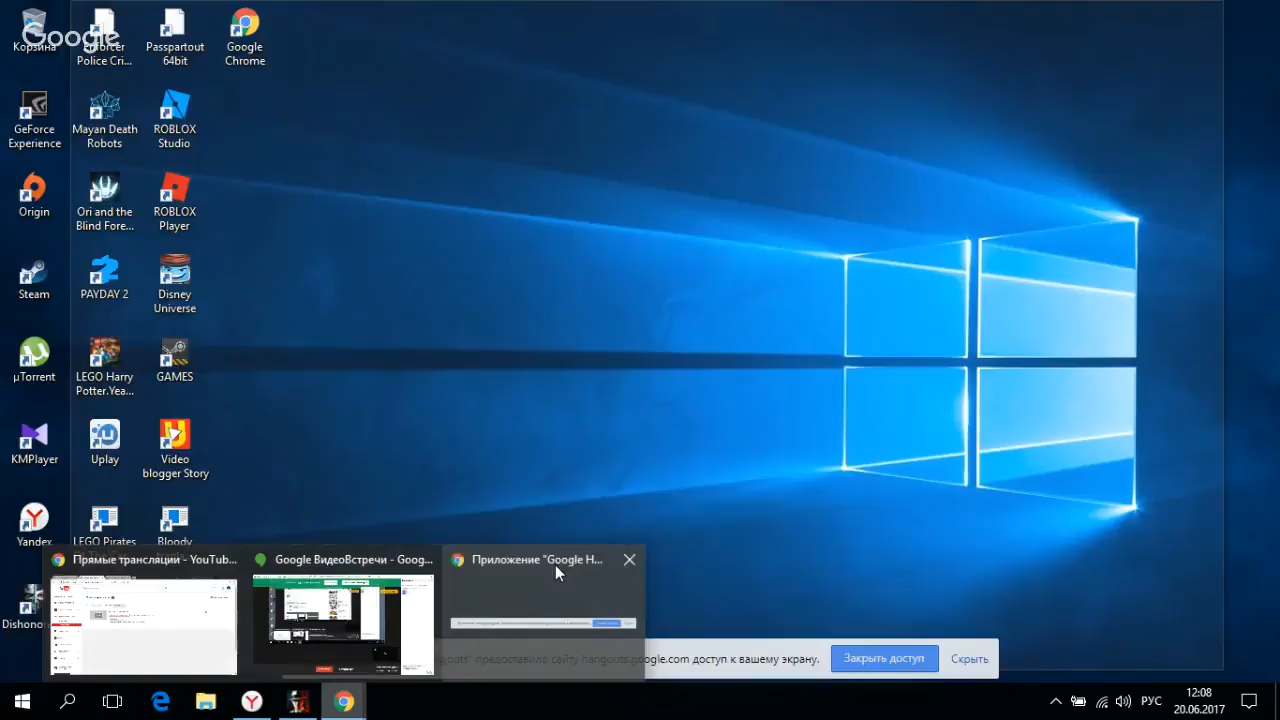 Google
Корзина
Enforcer
Police Cri...
Passpartout
64bit
Google
Chrome
GeForce
Experience
Mayan Death
Robots
ROBLOX
Studio
Origin
Ori and the
Blind Fore...
ROBLOX
Player
Steam
PAYDAY 2
Disney
Universe
µTorrent
LEGO Harry
Potter.Yea...
GAMES
KMPlayer
Uplay
Video
blogger Story
Yandex
LEGO Pirates
Bloody
Dishono
Прямые трансляции - YouTub...
Google ВидеоВстречи - Goog...
Приложение "Google H...
предоставило сайту hangouts.google.com доступ к вашему экрану.
Закрыть доступ
Скрыть
РУС
12:08
20.06.2017